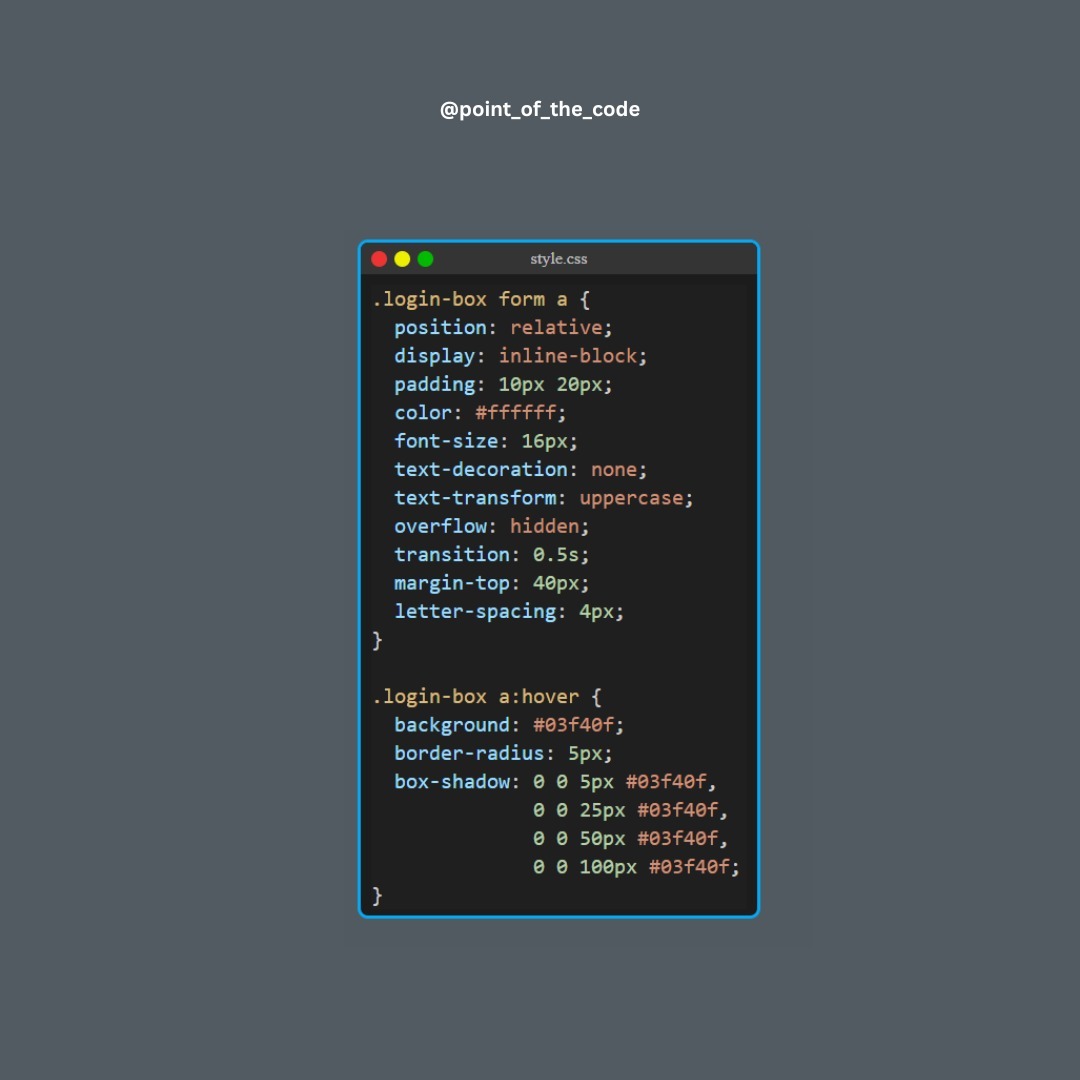 @point_of_the_code
style.css
.login-box form a {
  position: relative;
  display: inline-block;
  padding: 10px 20px;
  color: #ffffff;
  font-size: 16px;
  text-decoration: none;
  text-transform: uppercase;
  overflow: hidden;
  transition: 0.5s;
  margin-top: 40px;
  letter-spacing: 4px;
}
.login-box a:hover {
  background: #03f40f;
  border-radius: 5px;
  box-shadow: 0 0 5px #03f40f,
              0 0 25px #03f40f,
              0 0 50px #03f40f,
              0 0 100px #03f40f;
}